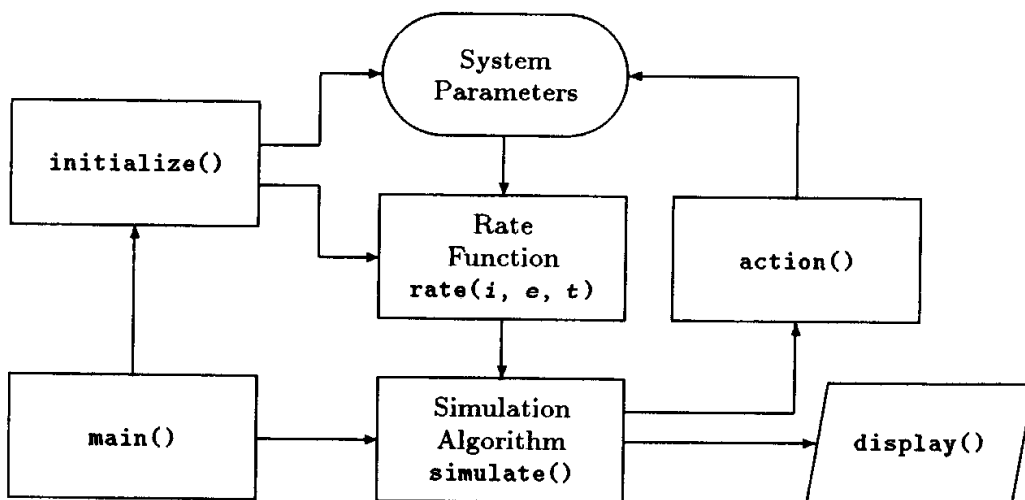 System
Parameters
initialize()
Rate
Function
rate(i, e, t)
action()
main()
Simulation
Algorithm
simulate()
display()